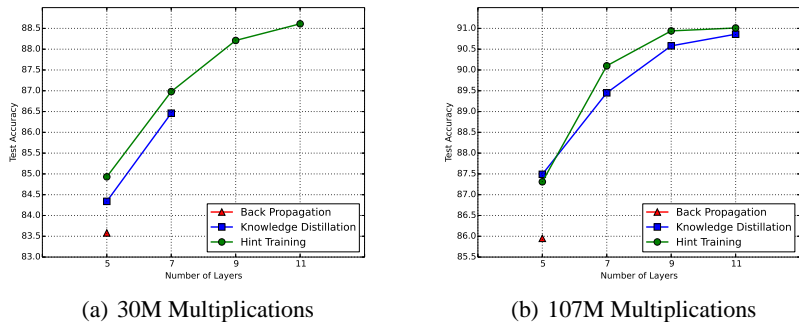 88.5
88.0
87.5
87.0
86.5
86.0
85.5
85.0
84.5
84.0
83.5
83.0
Test Accuracy
5
7
9
11
Number of Layers
Back Propagation
Knowledge Distillation
Hint Training
(a) 30M Multiplications
91.0
90.5
90.0
89.5
89.0
88.5
88.0
87.5
87.0
86.5
86.0
85.5
Test Accuracy
5
7
9
11
Number of Layers
Back Propagation
Knowledge Distillation
Hint Training
(b) 107M Multiplications